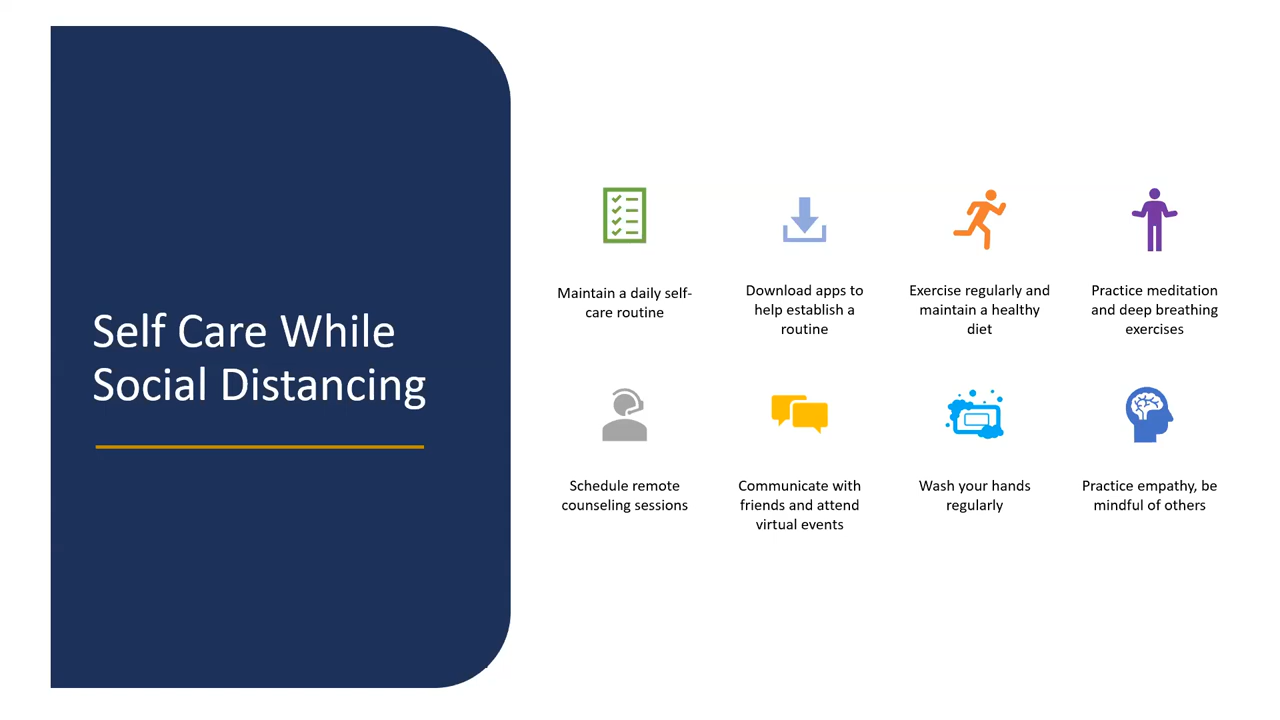 Self Care While
Social Distancing
Maintain a daily self-
care routine
Download apps to
help establish a
routine
Exercise regularly and
maintain a healthy
diet
Practice meditation
and deep breathing
exercises
Schedule remote
counseling sessions
Communicate with
friends and attend
virtual events
Wash your hands
regularly
Practice empathy, be
mindful of others